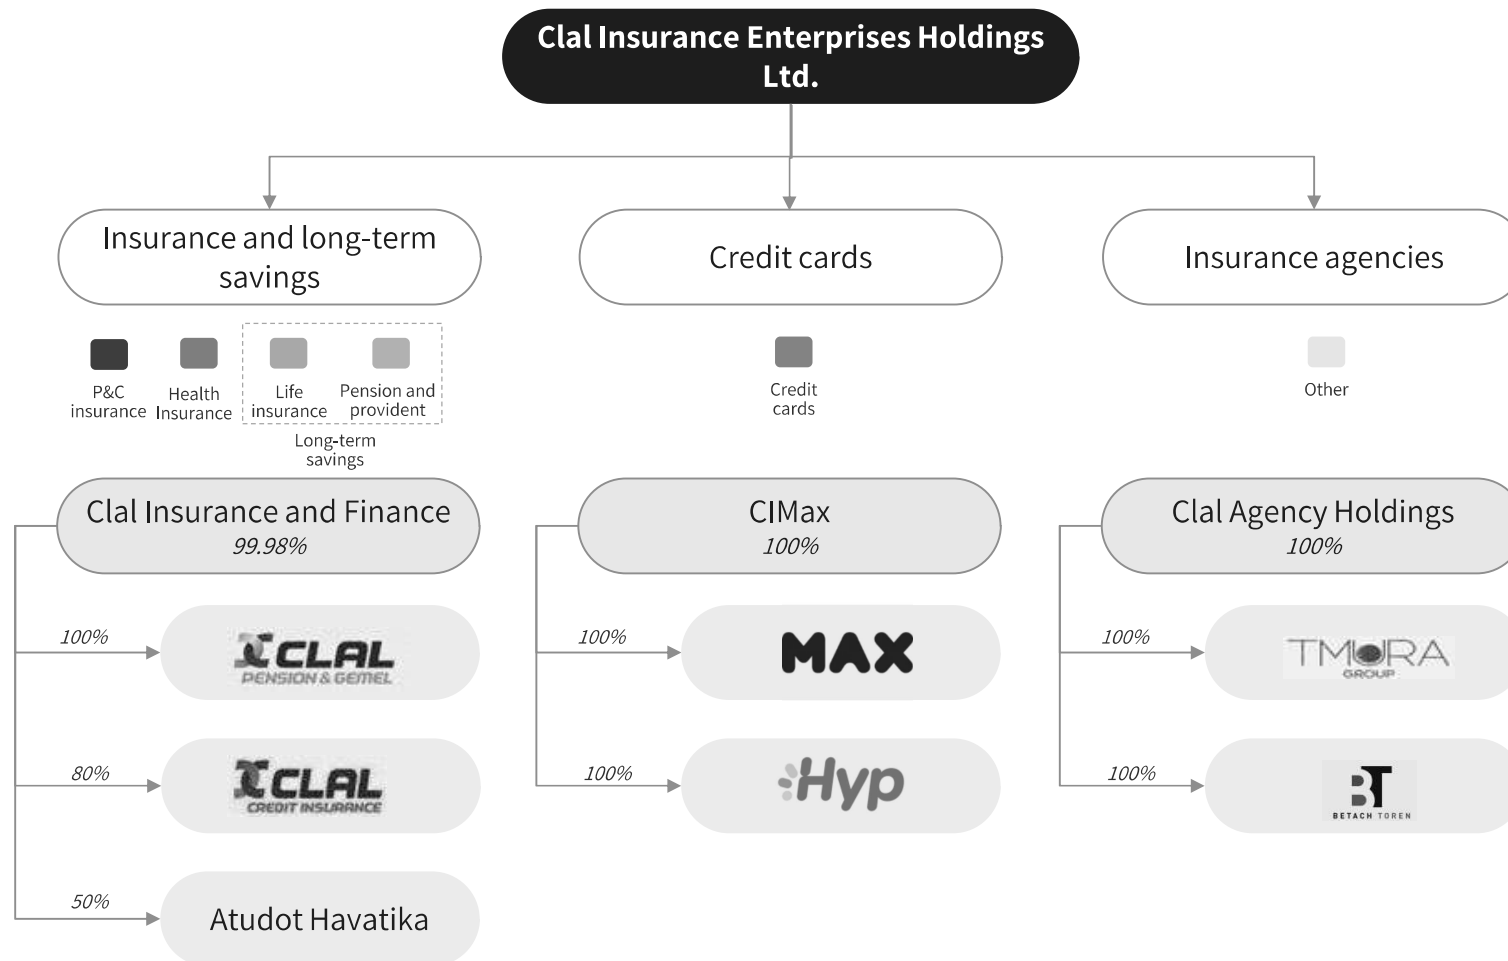 Clal Insurance Enterprises Holdings
Ltd.
Insurance and long-term
savings
Credit cards
Insurance agencies
P&C
insurance
Health
Insurance
Life
insurance
Pension and
provident
Long-term
savings
Credit
cards
Other
Clal Insurance and Finance
99.98%
CIMax
100%
Clal Agency Holdings
100%
100%
CLAL
PENSION & GEMEL
100%
MAX
100%
TMURA
GROUP
80%
CLAL
CREDIT INSURANCE
100%
Hyp
100%
BT
BETACH TOREN
50%
Atudot Havatika